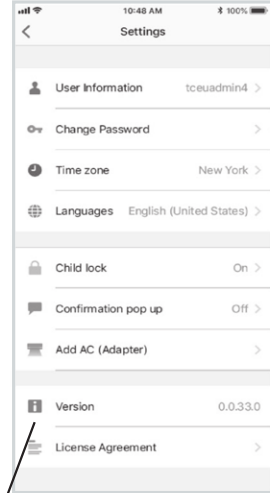 10:48 AM 100%
Settings
User Information tceuadmin4
Change Password
Time zone New York
Languages English (United States)
Child lock On
Confirmation pop up Off
Add AC (Adapter)
Version 0.0.33.0
License Agreement